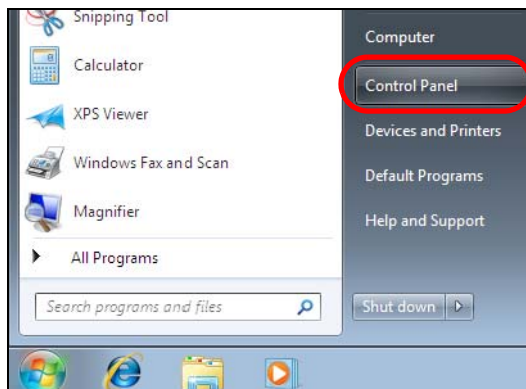 Snipping Tool
Calculator
XPS Viewer
Windows Fax and Scan
Magnifier
All Programs
Search programs and files
Computer
Control Panel
Devices and Printers
Default Programs
Help and Support
Shut down